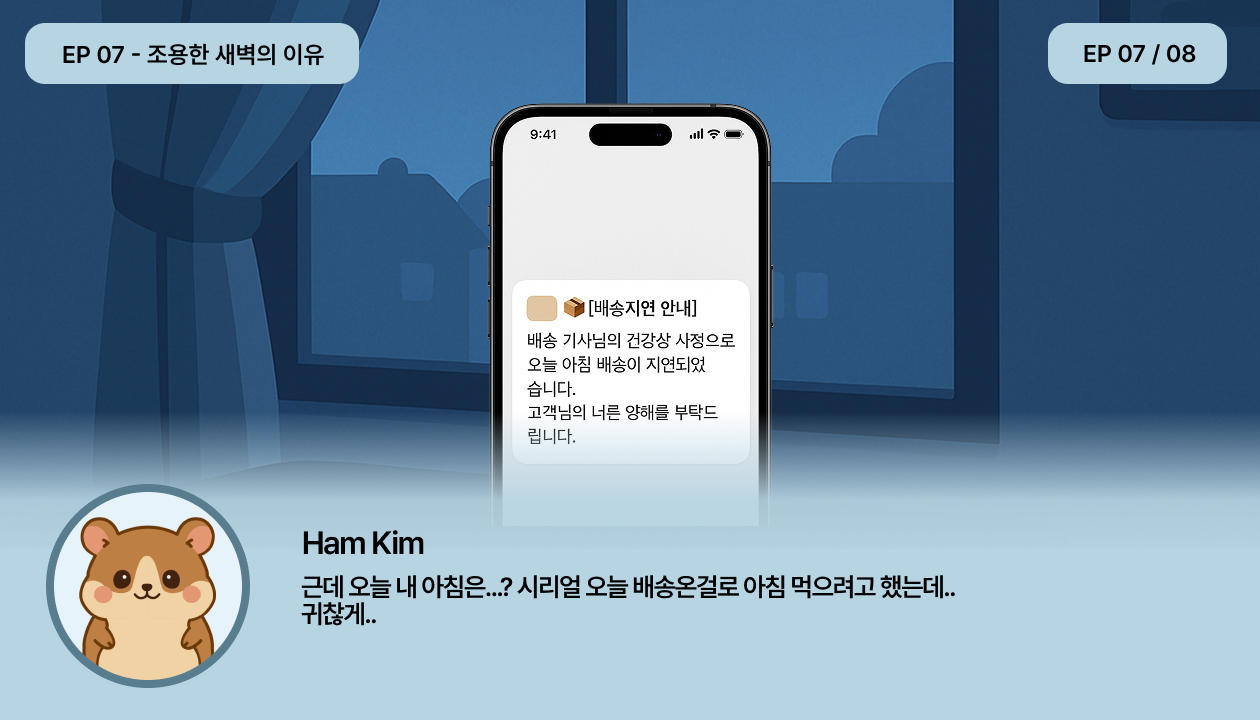 EP 07 - 조용한 새벽의 이유
EP 07 / 08
9:41
[배송지연 안내]
배송 기사님의 건강상 사정으로
오늘 아침 배송이 지연되었
습니다.
고객님의 너른 양해를 부탁드
립니다.
Ham Kim
근데 오늘 내 아침은...? 시리얼 오늘 배송온걸로 아침 먹으려고 했는데..
귀찮게..